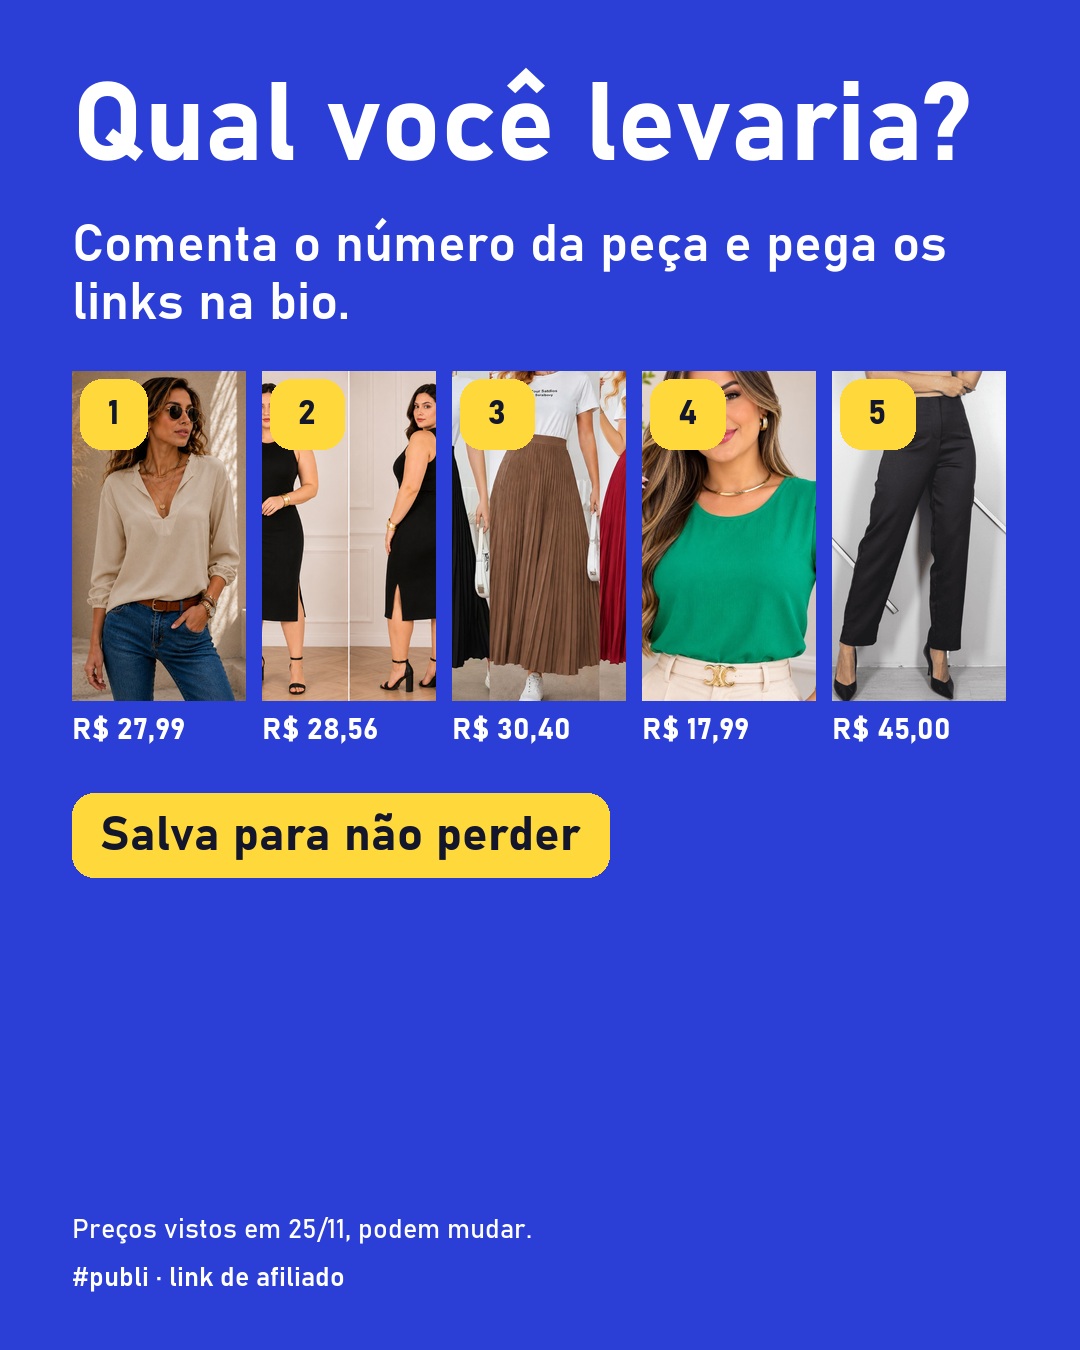 Qual você levaria?
Comenta o número da peça e pega os
links na bio.
1
2
3
4
5
R$ 27,99
R$ 28,56
R$ 30,40
R$ 17,99
R$ 45,00
Salva para não perder
Preços vistos em 25/11, podem mudar.
#publi · link de afiliado